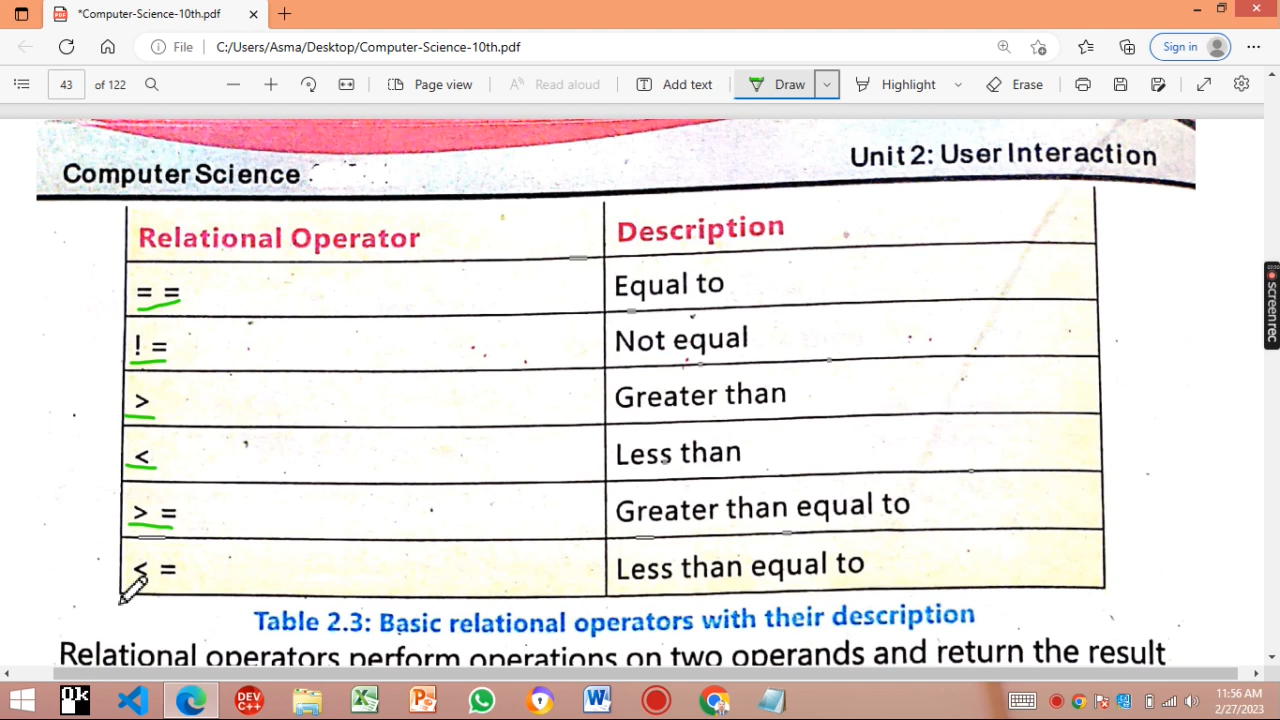 *Computer-Science-10th.pdf
File C:/Users/Asma/Desktop/Computer-Science-10th.pdf Sign in
43 of 122 Page view Read aloud Add text Draw Highlight Erase
Computer Science
Unit 2: User Interaction
Relational Operator Description
= = Equal to
! = Not equal
> Greater than
< Less than
> = Greater than equal to
< = Less than equal to
Table 2.3: Basic relational operators with their description
Relational operators perform operations on two operands and return the result
screenrec
Ok DEV C++
11:56 AM
2/27/2023